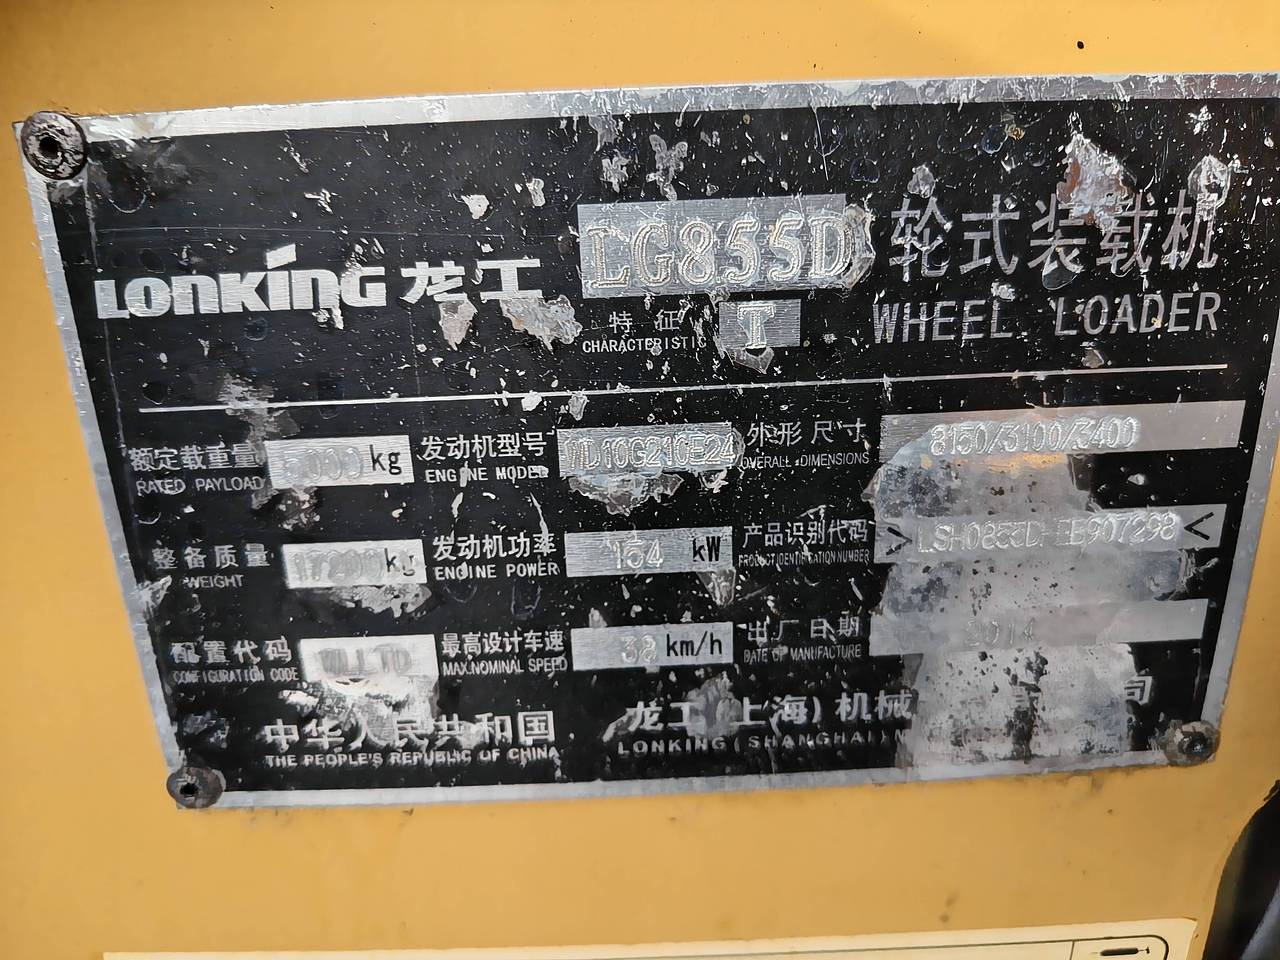 LONKING 龙工 LG855D 轮式装载机
特征 T
CHARACTERISTIC
WHEEL LOADER
额定载重量 kg
RATED PAYLOAD
发动机型号
ENGINE MODEL
外形尺寸 8150/3100/3400
OVERALL DIMENSIONS
整备质量 kg
WEIGHT
发动机功率 154 kW
ENGINE POWER
产品识别代码 > <
PRODUCT IDENTIFICATION NUMBER
配置代码
CONFIGURATION CODE
最高设计车速 38 km/h
MAX.NOMINAL SPEED
出厂日期 2014
DATE OF MANUFACTURE
中华人民共和国
THE PEOPLE'S REPUBLIC OF CHINA
龙工(上海)机械 司
LONKING(SHANGHAI)